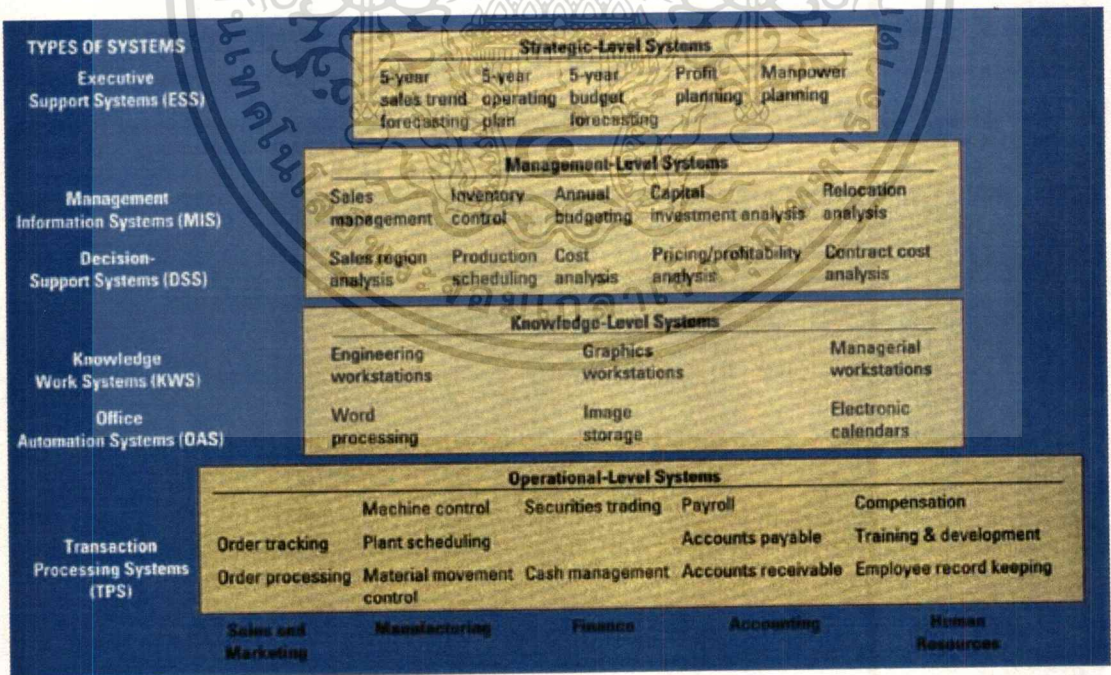 TYPES OF SYSTEMS
Executive
Support Systems (ESS)
Strategic-Level Systems
5-year 5-year 5-year Profit Manpower
sales trend operating budget planning planning
forecasting plan forecasting
Management
Information Systems (MIS)
Decision-
Support Systems (DSS)
Management-Level Systems
Sales Inventory Annual Capital Relocation
management control budgeting investment analysis analysis
Sales region Production Cost Pricing/profitability Contract cost
analysis scheduling analysis analysis analysis
Knowledge
Work Systems (KWS)
Office
Automation Systems (OAS)
Knowledge-Level Systems
Engineering Graphics Managerial
workstations workstations workstations
Word Image Electronic
processing storage calendars
Transaction
Processing Systems
(TPS)
Operational-Level Systems
Machine control Securities trading Payroll Compensation
Order tracking Plant scheduling Accounts payable Training & development
Order processing Material movement Cash management Accounts receivable Employee record keeping
control
Sales and Manufacturing Finance Accounting Human
Marketing Resources